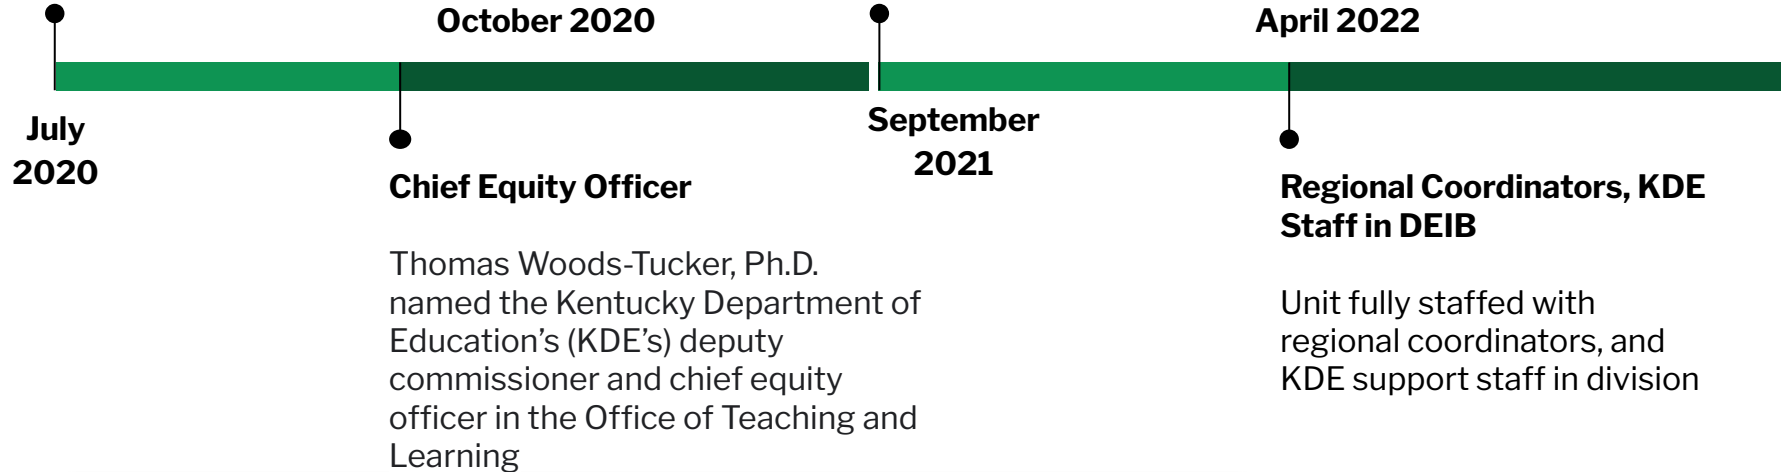 October 2020
April 2022
July
2020
September
2021
Chief Equity Officer
Thomas Woods-Tucker, Ph.D.
named the Kentucky Department of
Education’s (KDE’s) deputy
commissioner and chief equity
officer in the Office of Teaching and
Learning
Regional Coordinators, KDE
Staff in DEIB
Unit fully staffed with
regional coordinators, and
KDE support staff in division